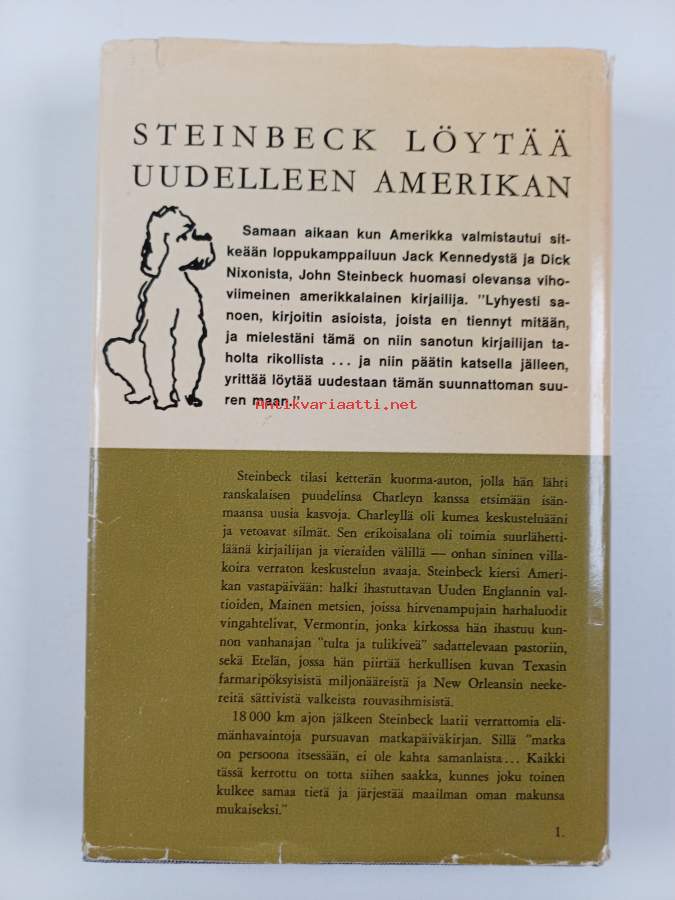 STEINBECK LÖYTÄÄ
UUDELLEEN AMERIKAN
Samaan aikaan kun Amerikka valmistautui sit-
keään loppukamppailuun Jack Kennedystä ja Dick
Nixonista, John Steinbeck huomasi olevansa viho-
viimeinen amerikkalainen kirjailija. "Lyhyesti sa-
noen, kirjoitin asioista, joista en tiennyt mitään,
ja mielestäni tämä on niin sanotun kirjailijan ta-
holta rikollista ... ja niin päätin katsella jälleen,
yrittää löytää uudestaan tämän suunnattoman suu-
ren maan."
Antikvariaatti.net
Steinbeck tilasi ketterän kuorma-auton, jolla hän lähti
ranskalaisen puudelinsa Charleyn kanssa etsimään isän-
maansa uusia kasvoja. Charleyllä oli kumea keskusteluääni
ja vetoavat silmät. Sen erikoisalana oli toimia suurlähetti-
läänä kirjailijan ja vieraiden välillä — onhan sininen villa-
koira verraton keskustelun avaaja. Steinbeck kiersi Ameri-
kan vastapäivään: halki ihastuttavan Uuden Englannin val-
tioiden, Mainen metsien, joissa hirvenampujain harhaluodit
vingahtelivat, Vermontin, jonka kirkossa hän ihastuu kun-
non vanhanajan "tulta ja tulikiveä" sadattelevaan pastoriin,
sekä Etelän, jossa hän piirtää herkullisen kuvan Texasin
farmaripöksyisistä miljonääreistä ja New Orleansin neeke-
reitä sättivistä valkeista rouvasihmisistä.
18 000 km ajon jälkeen Steinbeck laatii verrattomia elä-
mänhavaintoja pursuavan matkapäiväkirjan. Sillä "matka
on persoona itsessään, ei ole kahta samanlaista... Kaikki
tässä kerrottu on totta siihen saakka, kunnes joku toinen
kulkee samaa tietä ja järjestää maailman oman makunsa
mukaiseksi."
1.